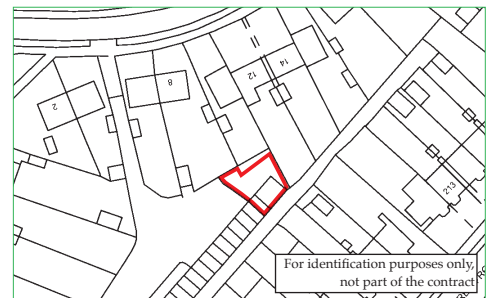 2
8
12
14
213
For identification purposes only,
not part of the contract